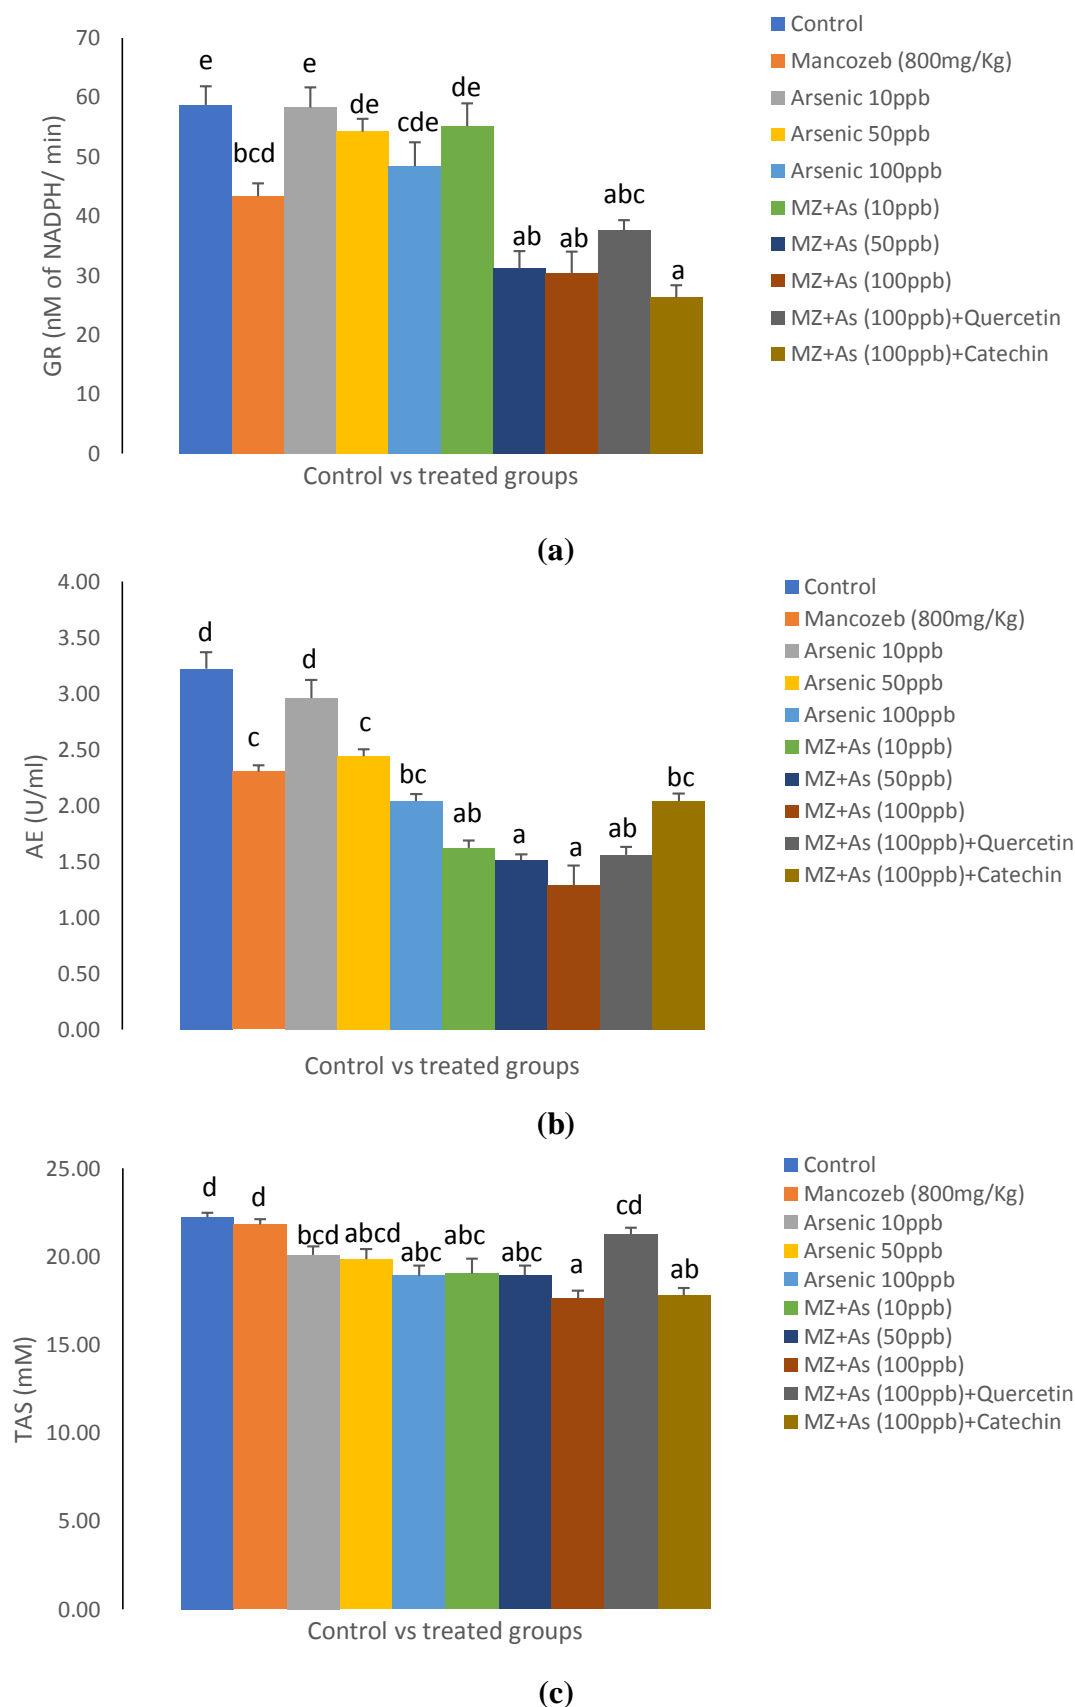 (a)
70
60
50
40
30
20
10
0
GR (nM of NADPH/ min)
e
bcd
e
de
cde
de
ab
ab
abc
a
Control vs treated groups
Control
Mancozeb (800mg/Kg)
Arsenic 10ppb
Arsenic 50ppb
Arsenic 100ppb
MZ+As (10ppb)
MZ+As (50ppb)
MZ+As (100ppb)
MZ+As (100ppb)+Quercetin
MZ+As (100ppb)+Catechin
(b)
4.00
3.50
3.00
2.50
2.00
1.50
1.00
0.50
0.00
AE (U/ml)
d
c
d
c
bc
ab
a
a
ab
bc
Control vs treated groups
Control
Mancozeb (800mg/Kg)
Arsenic 10ppb
Arsenic 50ppb
Arsenic 100ppb
MZ+As (10ppb)
MZ+As (50ppb)
MZ+As (100ppb)
MZ+As (100ppb)+Quercetin
MZ+As (100ppb)+Catechin
25.00
20.00
15.00
10.00
5.00
0.00
TAS (mM)
d
d
bcd
abcd
abc
abc
abc
a
cd
ab
Control vs treated groups
Control
Mancozeb (800mg/Kg)
Arsenic 10ppb
Arsenic 50ppb
Arsenic 100ppb
MZ+As (10ppb)
MZ+As (50ppb)
MZ+As (100ppb)
MZ+As (100ppb)+Quercetin
MZ+As (100ppb)+Catechin
(c)